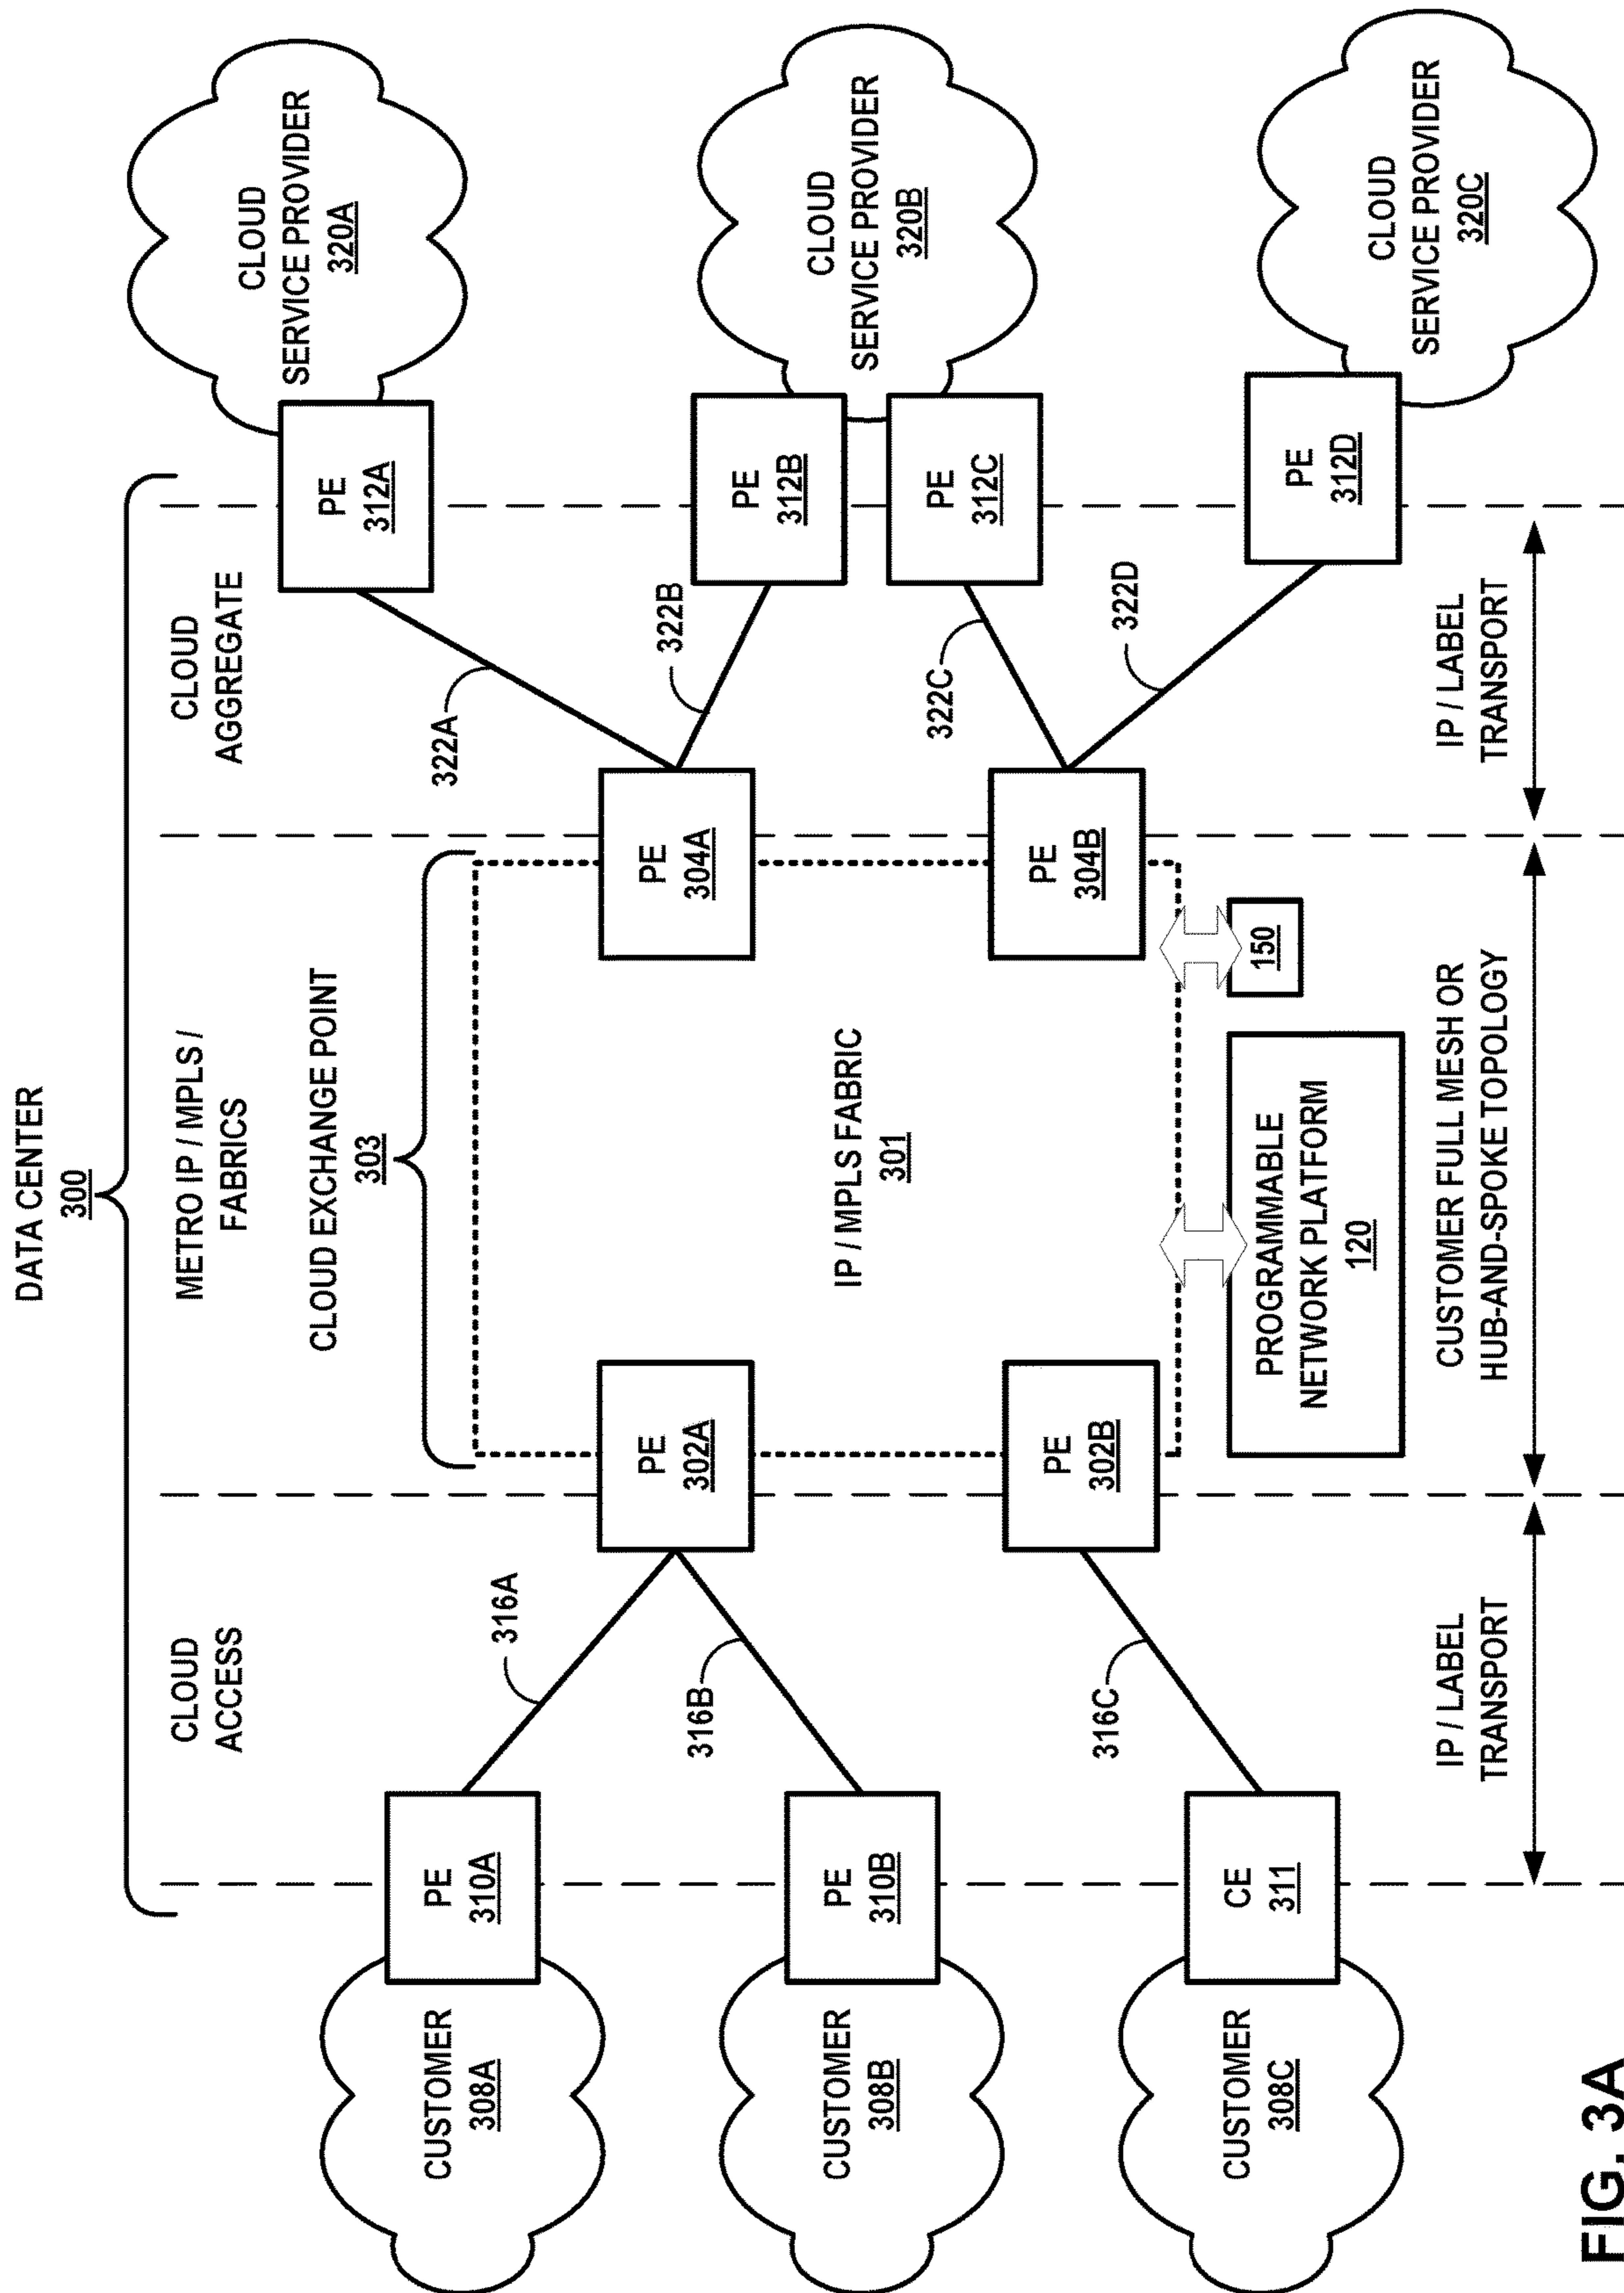 DATA CENTER
300
CLOUD
ACCESS
METRO IP / MPLS /
FABRICS
CLOUD
AGGREGATE
CLOUD EXCHANGE POINT
303
CUSTOMER
308A
PE
310A
316A
PE
302A
PE
304A
322A
PE
312A
CLOUD
SERVICE PROVIDER
320A
CUSTOMER
308B
PE
310B
316B
IP / MPLS FABRIC
301
322B
PE
312B
CLOUD
SERVICE PROVIDER
320B
322C
PE
312C
CUSTOMER
308C
CE
311
316C
PE
302B
PE
304B
322D
PE
312D
CLOUD
SERVICE PROVIDER
320C
PROGRAMMABLE
NETWORK PLATFORM
120
150
IP / LABEL
TRANSPORT
CUSTOMER FULL MESH OR
HUB-AND-SPOKE TOPOLOGY
IP / LABEL
TRANSPORT
FIG. 3A